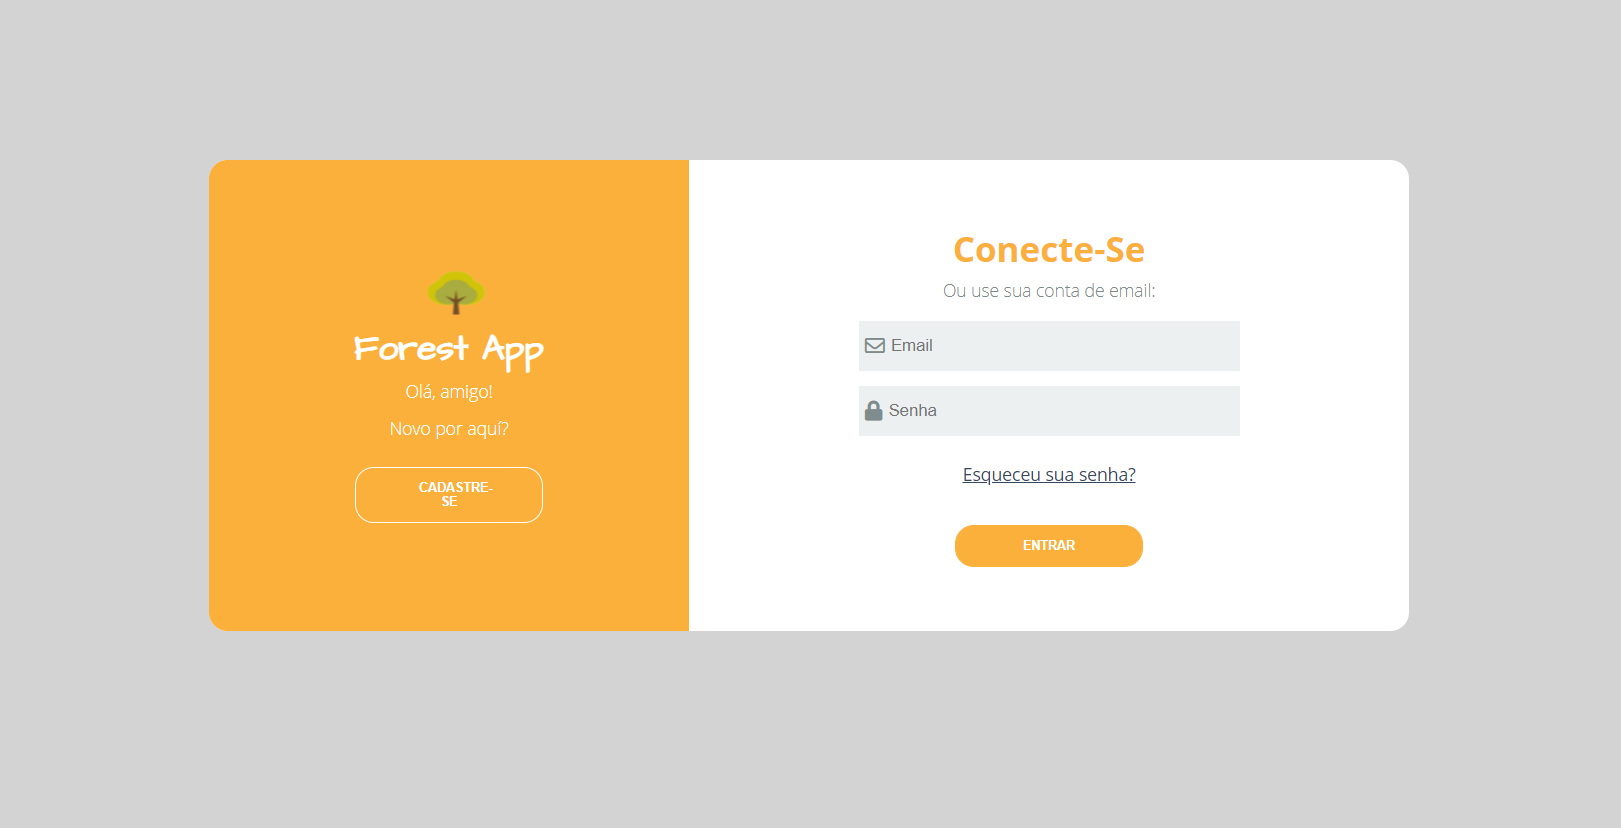 Forest App
Olá, amigo!
Novo por aquí?
CADASTRE-
SE
Conecte-Se
Ou use sua conta de email:
Email
Senha
Esqueceu sua senha?
ENTRAR